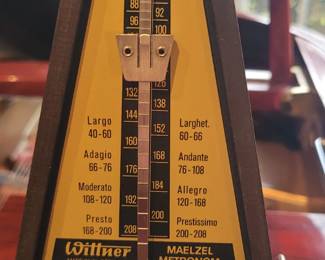 88
92
96
100
126
132
138
144
152
160
168
176
184
192
200
208
Largo
40-60
Larghet.
60-66
Adagio
66-76
Andante
76-108
Moderato
108-120
Allegro
120-168
Presto
168-200
Prestissimo
200-208
Wittner
MAELZEL
METRONOM